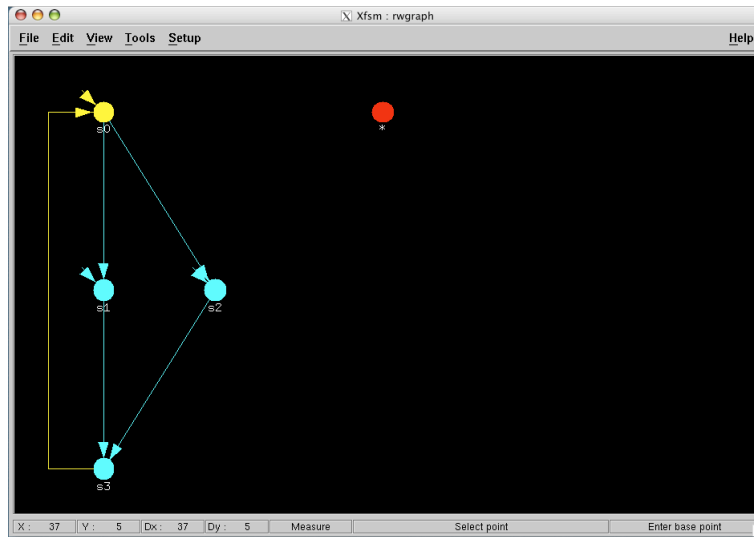 Xfsm : rwgraph
File Edit View Tools Setup Help
s0
*
s1
s2
s3
X : 37 Y : 5 Dx : 37 Dy : 5 Measure Select point Enter base point